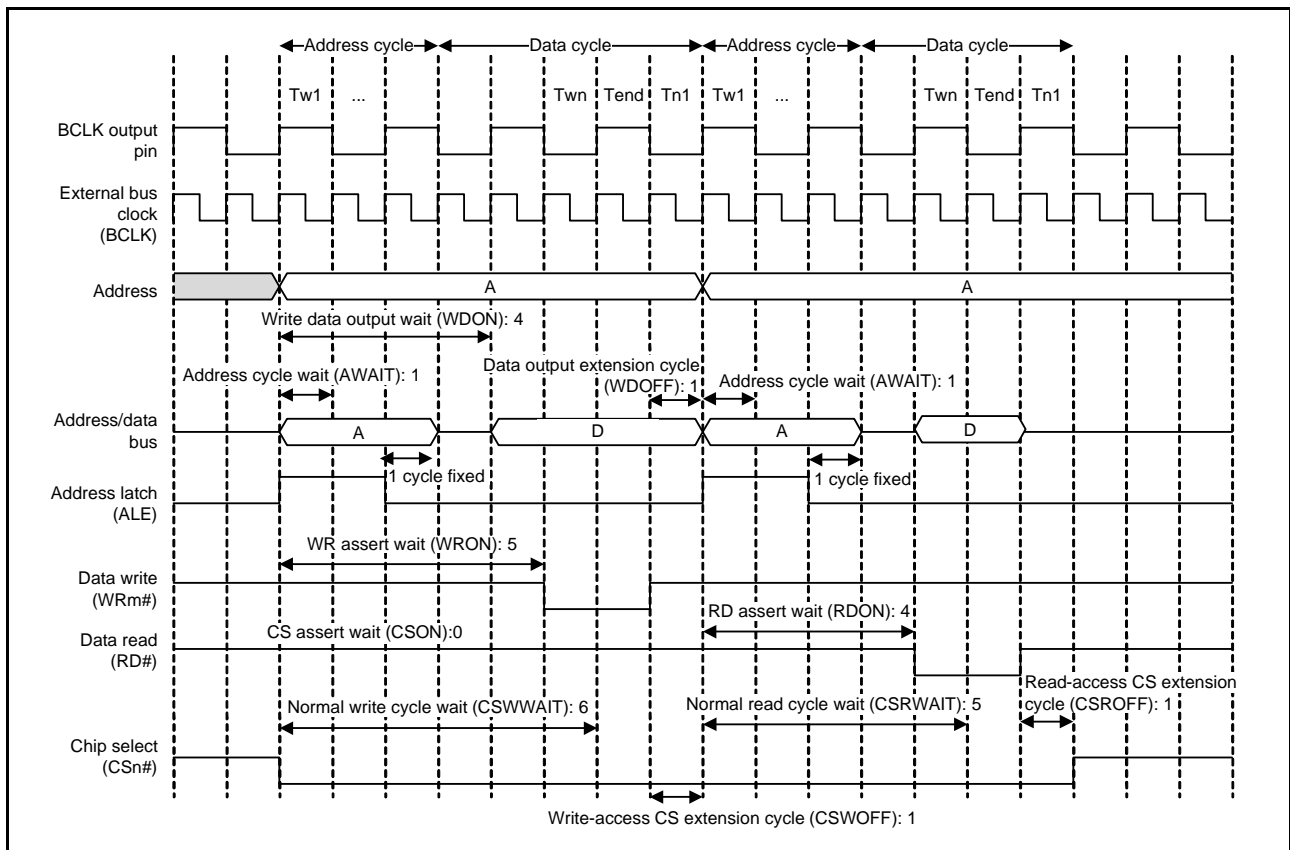 Address cycle Data cycle Address cycle Data cycle
Tw1 ... Twn Tend Tn1 Tw1 ... Twn Tend Tn1
BCLK output
pin
External bus
clock
(BCLK)
Address A A
Write data output wait (WDON): 4
Data output extension cycle
(WDOFF): 1
Address cycle wait (AWAIT): 1
Address cycle wait (AWAIT): 1
Address/data
bus
A D A D
1 cycle fixed 1 cycle fixed
Address latch
(ALE)
WR assert wait (WRON): 5
Data write
(WRm#)
RD assert wait (RDON): 4
CS assert wait (CSON):0
Data read
(RD#)
Read-access CS extension
cycle (CSROFF): 1
Normal write cycle wait (CSWWAIT): 6
Normal read cycle wait (CSRWAIT): 5
Chip select
(CSn#)
Write-access CS extension cycle (CSWOFF): 1